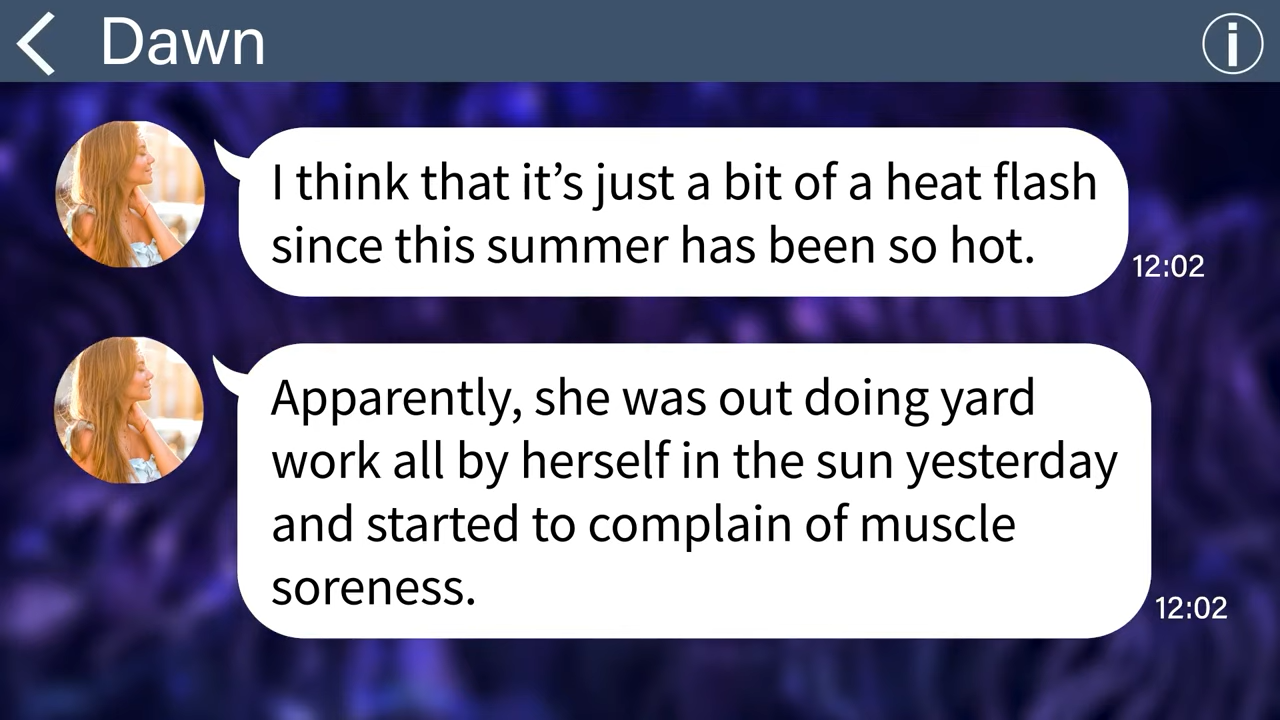 Dawn
I think that it’s just a bit of a heat flash
since this summer has been so hot.
12:02
Apparently, she was out doing yard
work all by herself in the sun yesterday
and started to complain of muscle
soreness.
12:02